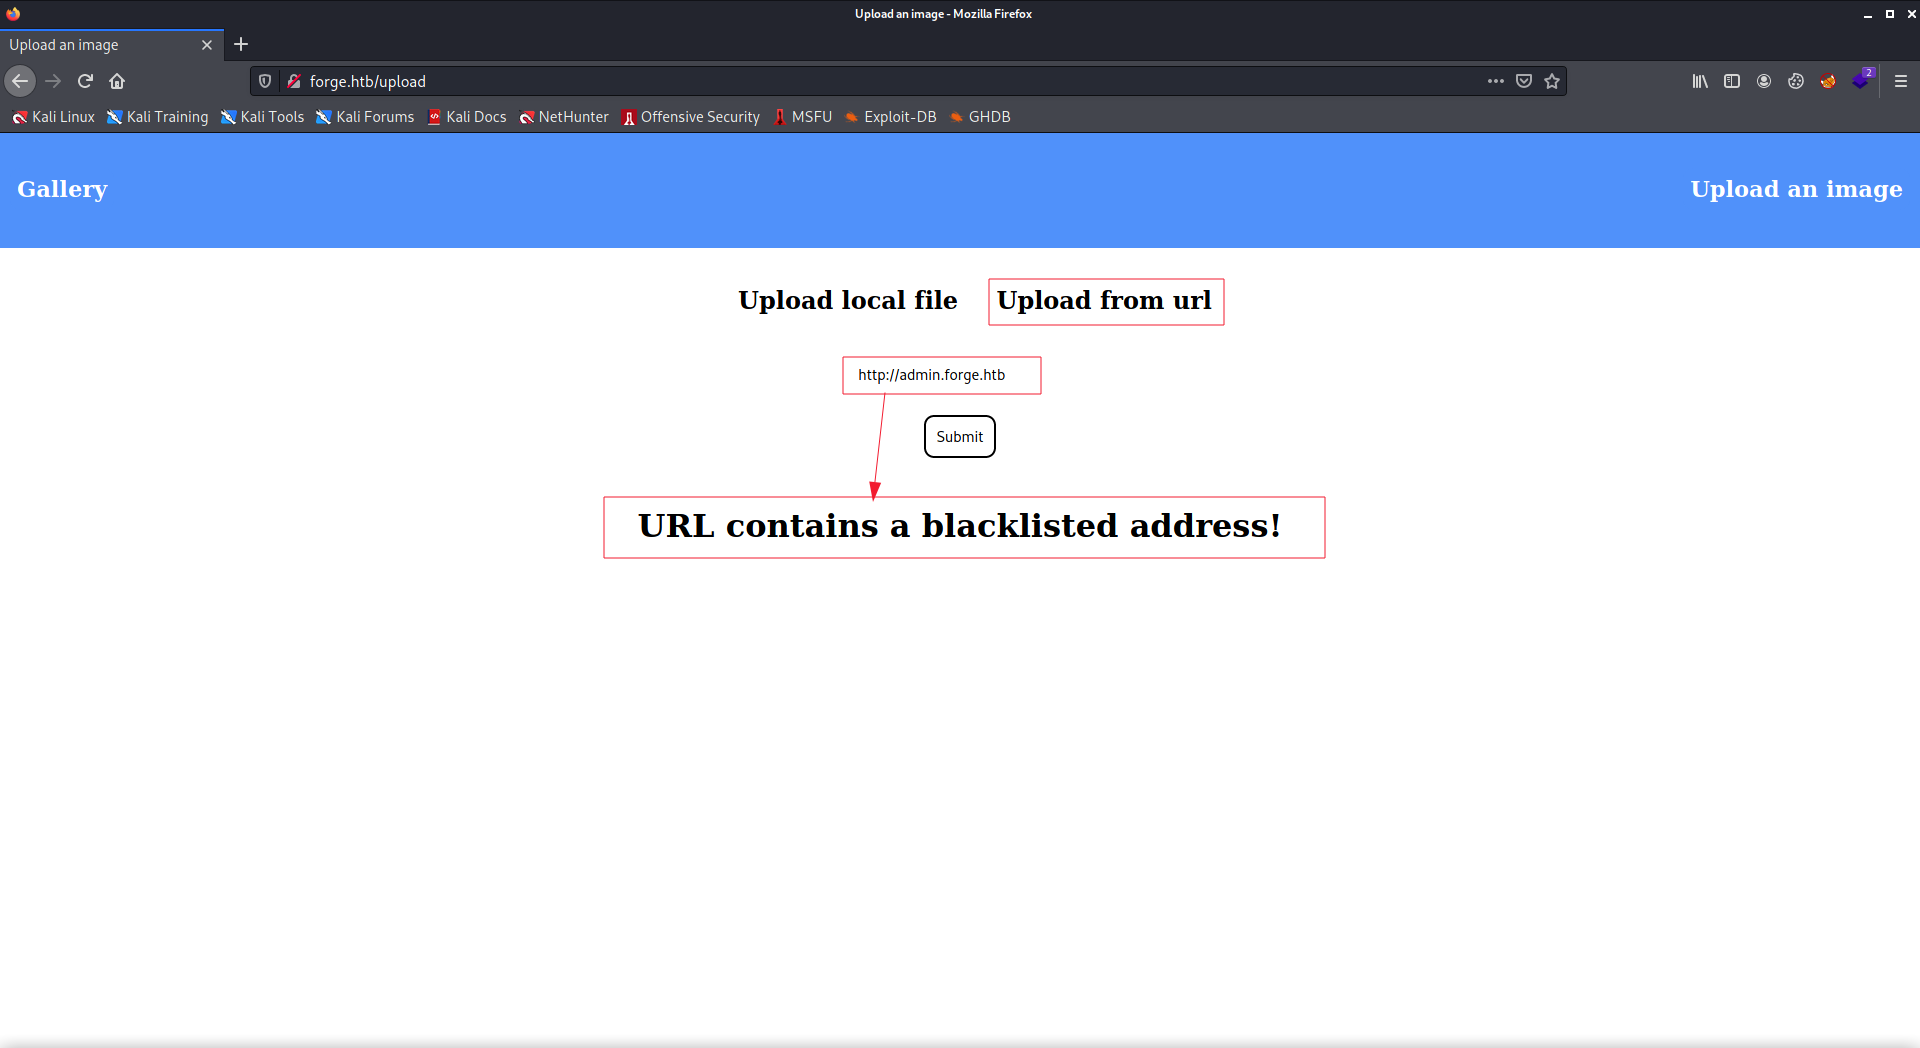 Upload an image - Mozilla Firefox
Upload an image
forge.htb/upload
2
Kali Linux Kali Training Kali Tools Kali Forums Kali Docs NetHunter Offensive Security MSFU Exploit-DB GHDB
Gallery Upload an image
Upload local file Upload from url
http://admin.forge.htb
Submit
URL contains a blacklisted address!